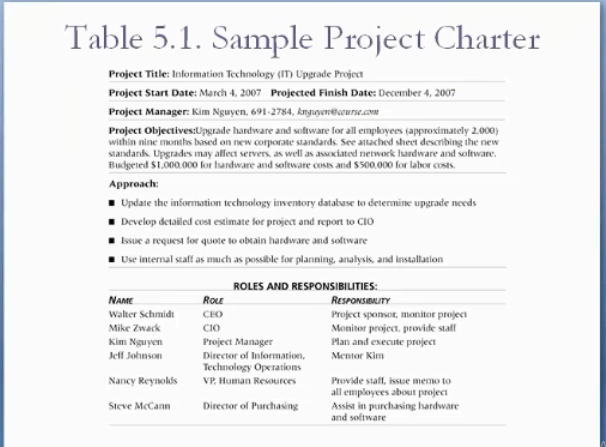 Table 5.1. Sample Project Charter
Project Title: Information Technology (IT) Upgrade Project
Project Start Date: March 4, 2007 Projected Finish Date: December 4, 2007
Project Manager: Kim Nguyen, 691-2784, knguyen@course.com
Project Objectives:Upgrade hardware and software for all employees (approximately 2,000)
within nine months based on new corporate standards. See attached sheet describing the new
standards. Upgrades may affect servers, as well as associated network hardware and software.
Budgeted $1,000,000 for hardware and software costs and $500,000 for labor costs.
Approach:
■ Update the information technology inventory database to determine upgrade needs
■ Develop detailed cost estimate for project and report to CIO
■ Issue a request for quote to obtain hardware and software
■ Use internal staff as much as possible for planning, analysis, and installation
ROLES AND RESPONSIBILITIES:
NAME ROLE RESPONSIBILITY
Walter Schmidt CEO Project sponsor, monitor project
Mike Zwack CIO Monitor project, provide staff
Kim Nguyen Project Manager Plan and execute project
Jeff Johnson Director of Information, Mentor Kim
Technology Operations
Nancy Reynolds VP, Human Resources Provide staff, issue memo to
all employees about project
Steve McCann Director of Purchasing Assist in purchasing hardware
and software